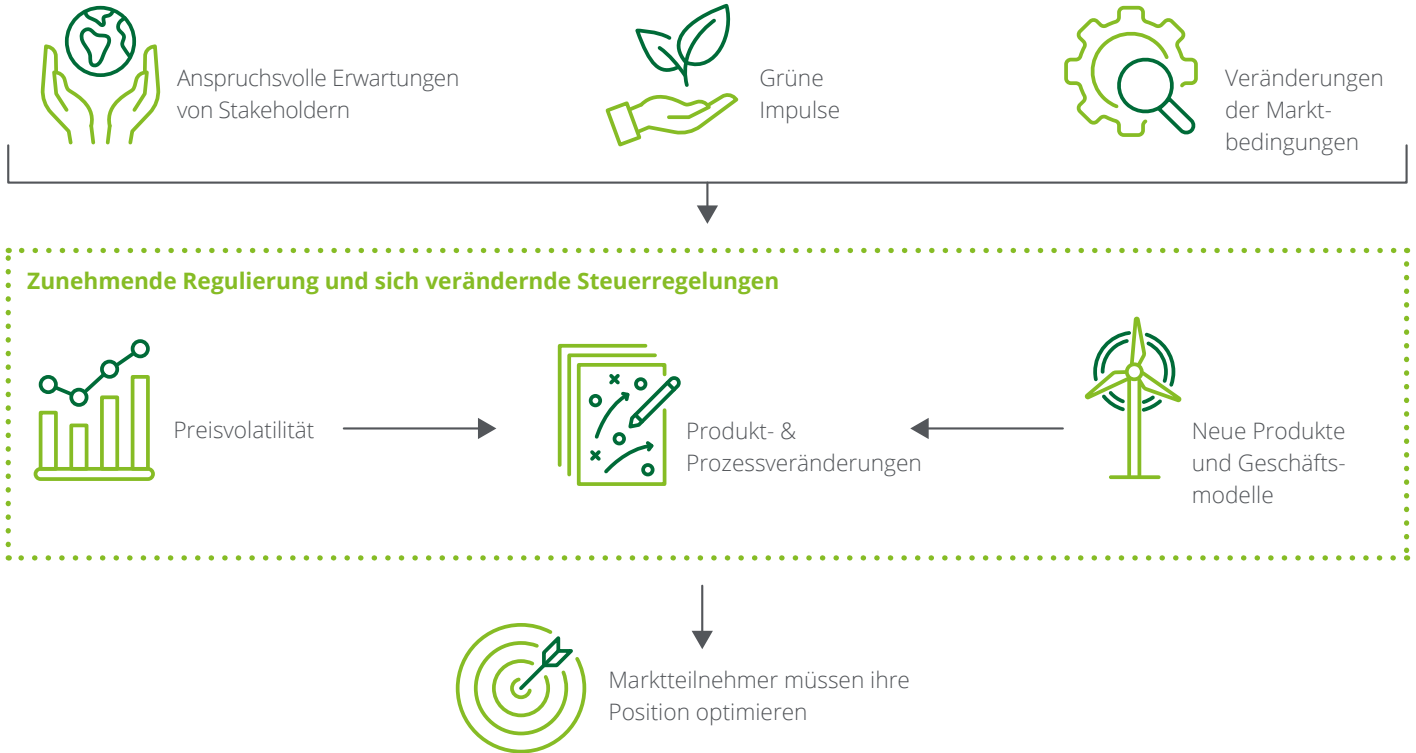 Anspruchsvolle Erwartungen
von Stakeholdern
Grüne
Impulse
Veränderungen
der Markt-
bedingungen
Zunehmende Regulierung und sich verändernde Steuerregelungen
Preisvolatilität
Produkt- &
Prozessveränderungen
Neue Produkte
und Geschäfts-
modelle
Marktteilnehmer müssen ihre
Position optimieren